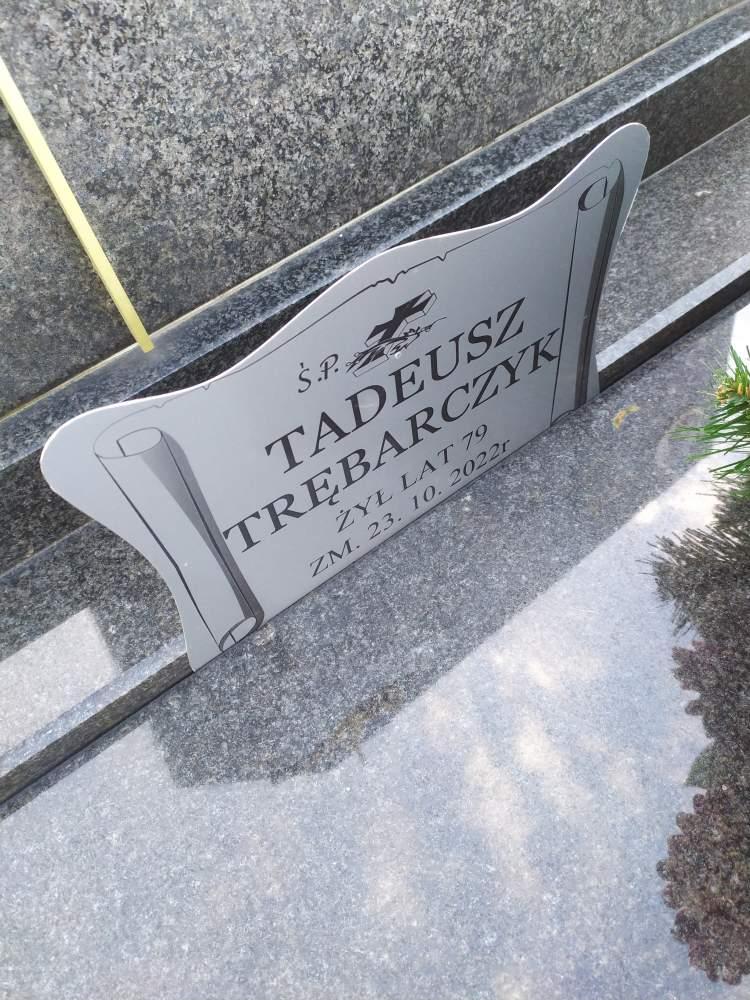 Ś.P.
TADEUSZ
TRĘBARCZYK
ŻYŁ LAT 79
ZM. 23. 10. 2022r